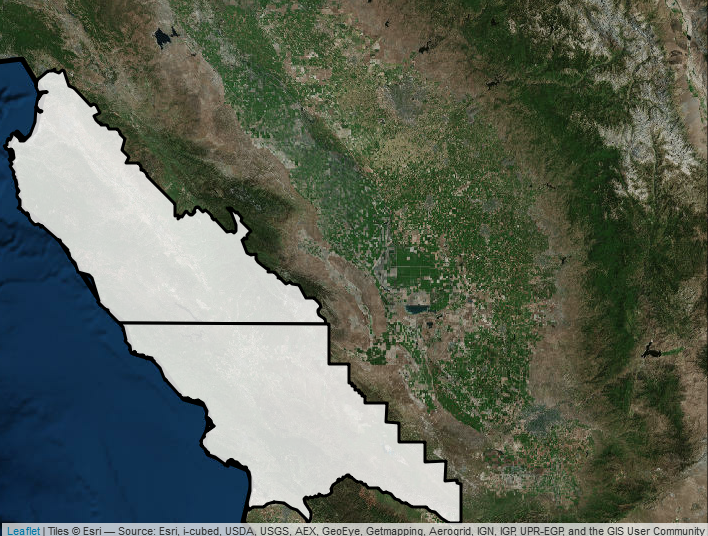 Leaflet | Tiles © Esri — Source: Esri, i-cubed, USDA, USGS, AEX, GeoEye, Getmapping, Aerogrid, IGN, IGP, UPR-EGP, and the GIS User Community